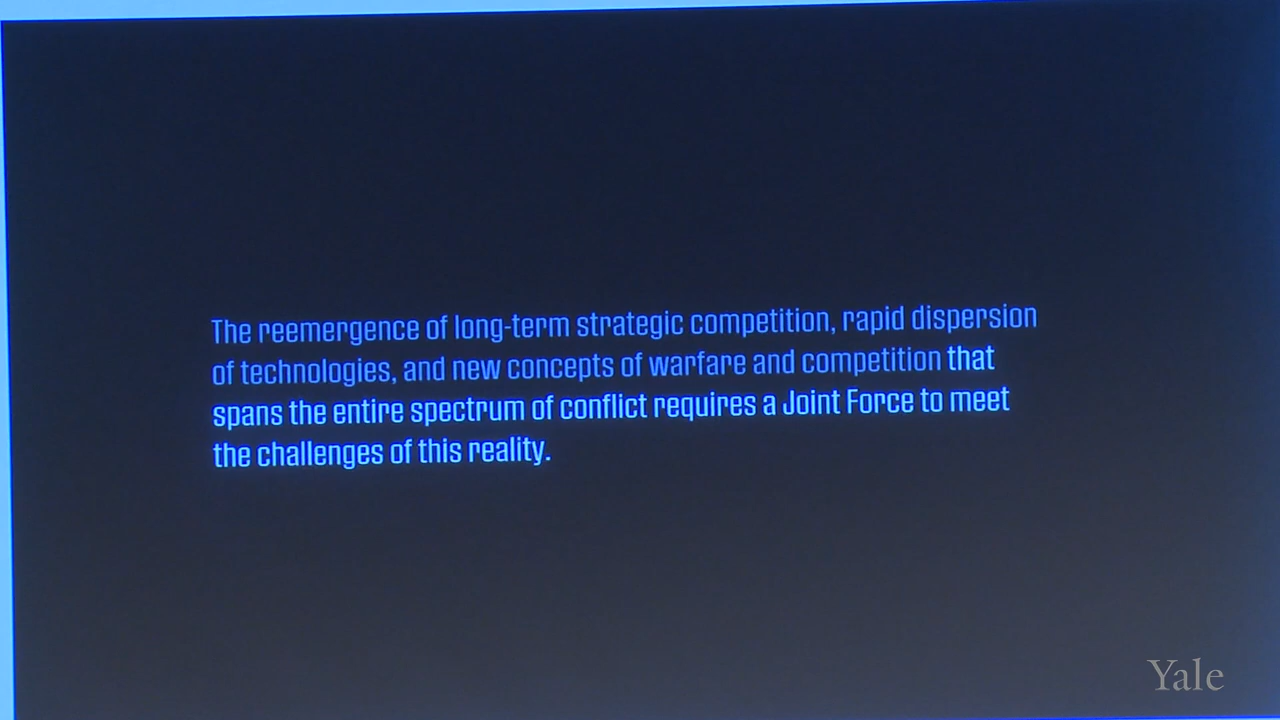 The reemergence of long-term strategic competition, rapid dispersion
of technologies, and new concepts of warfare and competition that
spans the entire spectrum of conflict requires a Joint Force to meet
the challenges of this reality.
Yale